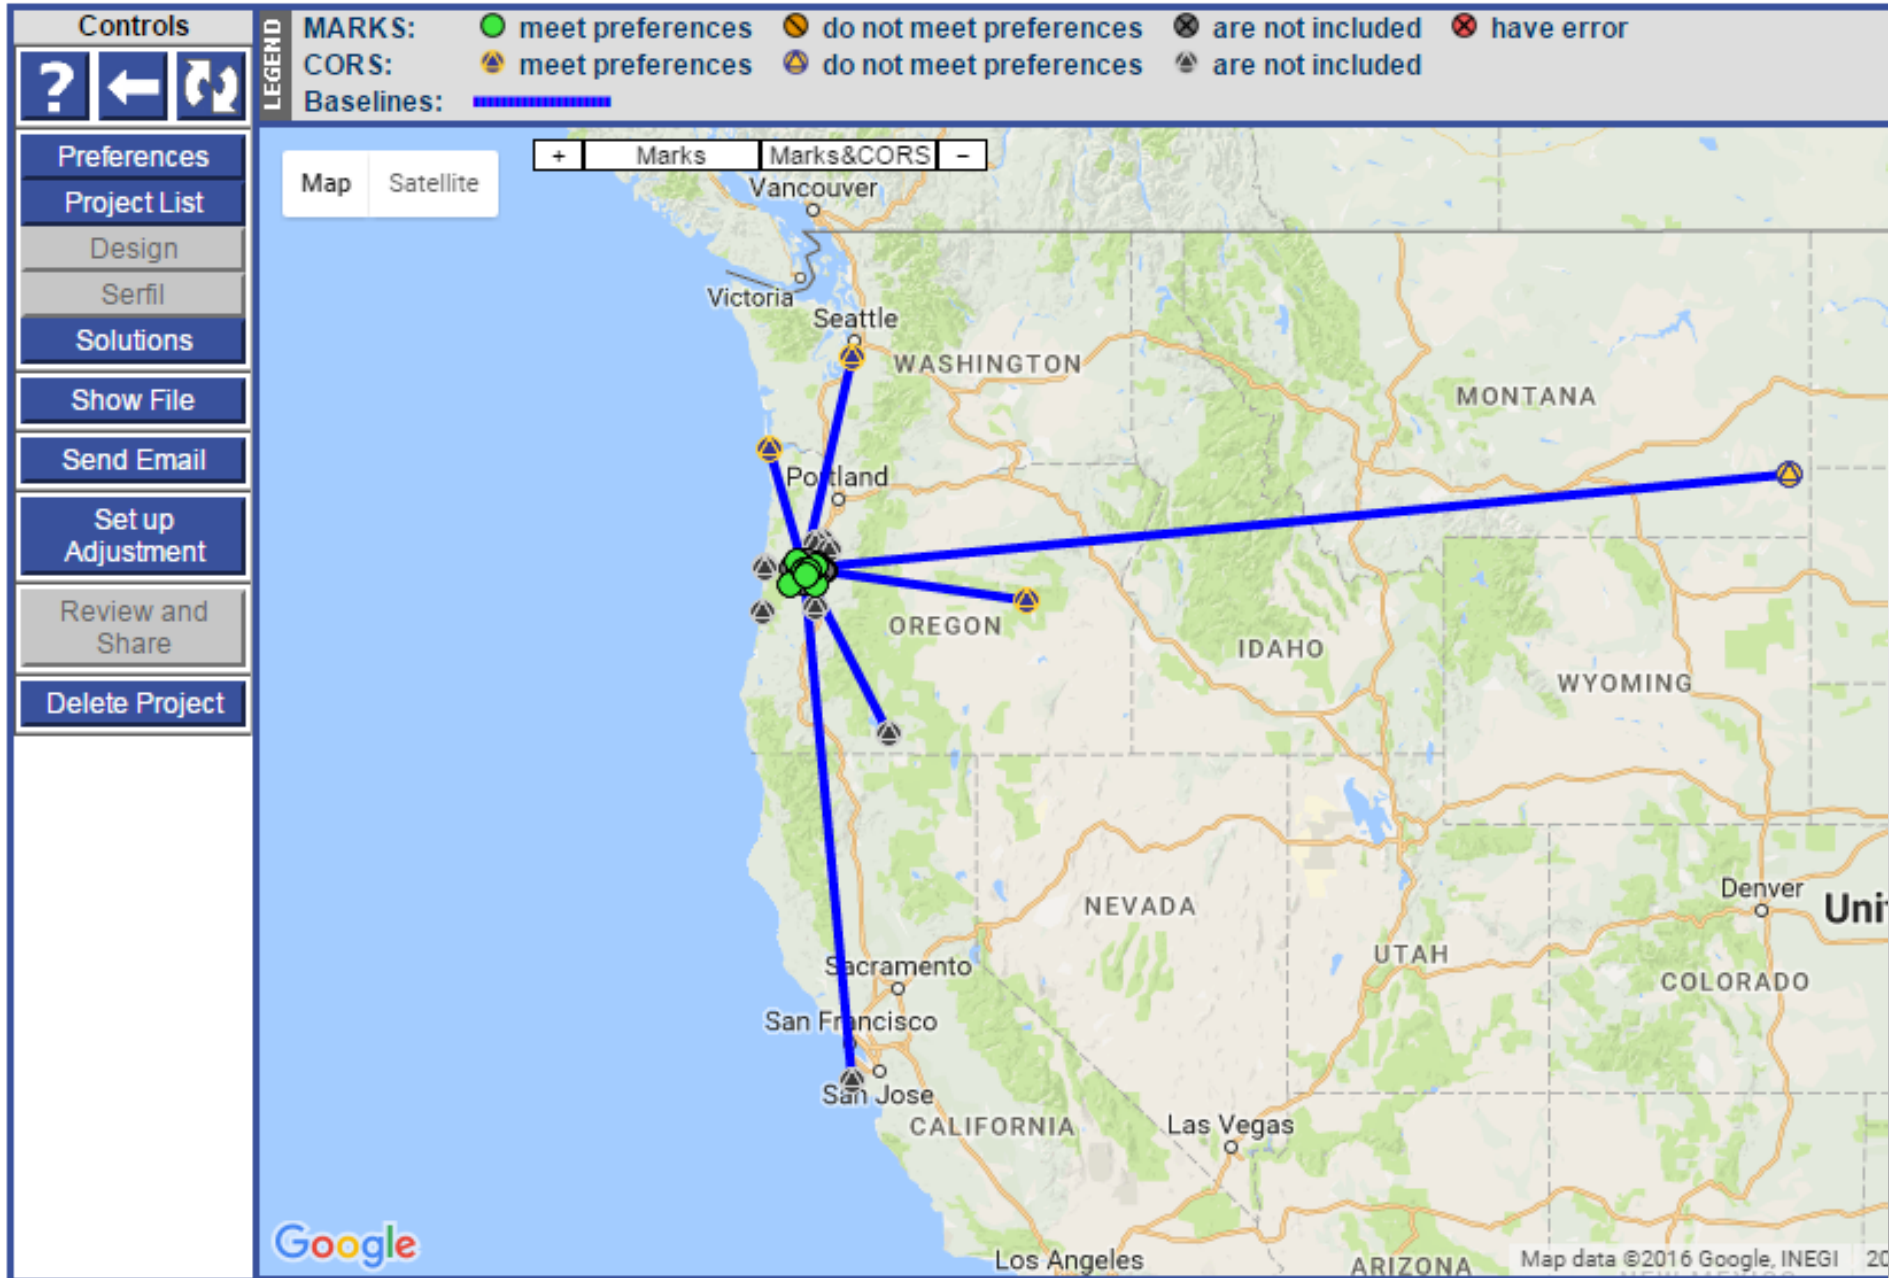 Controls
?
Preferences
Project List
Design
Serfil
Solutions
Show File
Send Email
Set up
Adjustment
Review and
Share
Delete Project
LEGEND
MARKS: meet preferences do not meet preferences are not included have error
CORS: meet preferences do not meet preferences are not included
Baselines:
Map Satellite
+ Marks Marks&CORS −
Vancouver
Victoria
Seattle
WASHINGTON
MONTANA
Portland
OREGON
IDAHO
WYOMING
NEVADA
Denver
Uni
UTAH
Sacramento
COLORADO
San Francisco
San Jose
CALIFORNIA
Las Vegas
Google
Los Angeles
ARIZONA
Map data ©2016 Google, INEGI 20